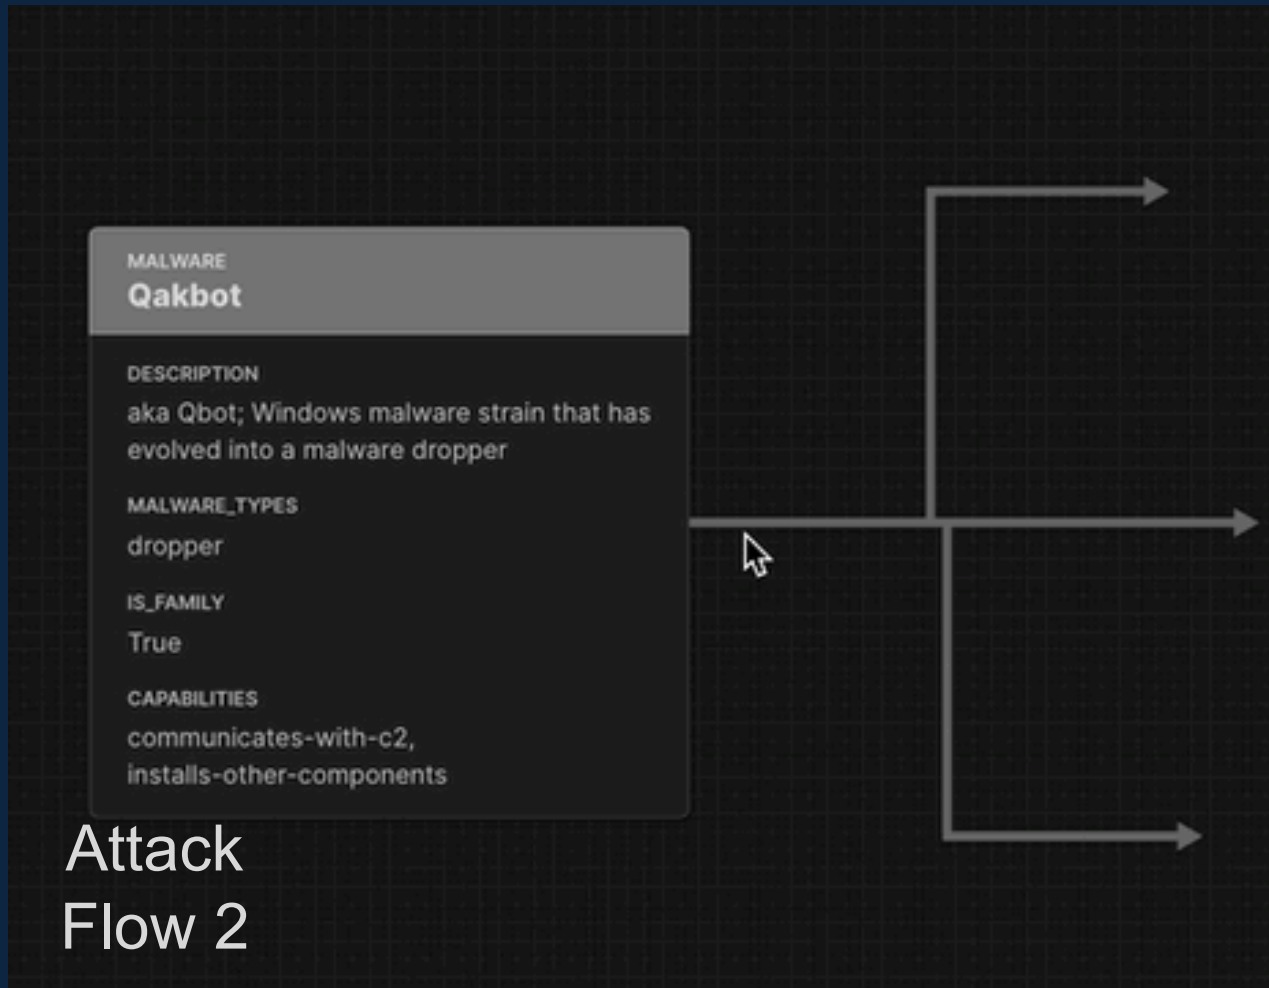 MALWARE
Qakbot
DESCRIPTION
aka Qbot; Windows malware strain that has
evolved into a malware dropper
MALWARE_TYPES
dropper
IS_FAMILY
True
CAPABILITIES
communicates-with-c2,
installs-other-components
Attack
Flow 2